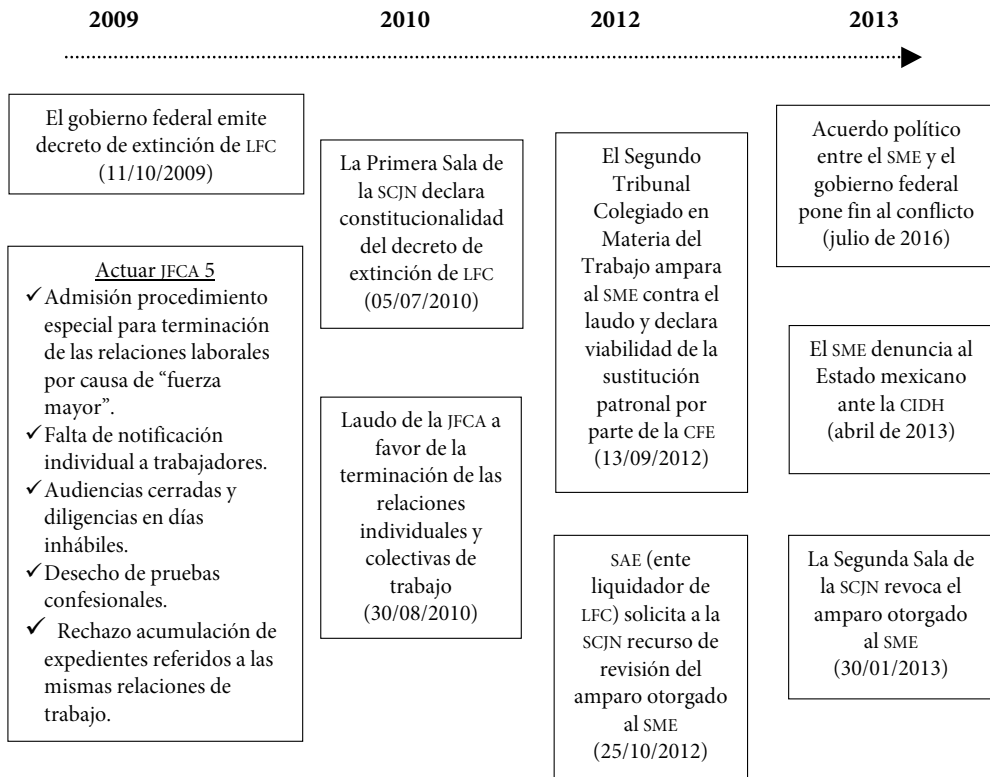 2009
2010
2012
2013
El gobierno federal emite
decreto de extinción de LFC
(11/10/2009)
Actuar JFCA 5
✓Admisión procedimiento
especial para terminación
de las relaciones laborales
por causa de “fuerza
mayor”.
✓Falta de notificación
individual a trabajadores.
✓Audiencias cerradas y
diligencias en días
inhábiles.
✓Desecho de pruebas
confesionales.
✓ Rechazo acumulación de
expedientes referidos a las
mismas relaciones de
trabajo.
La Primera Sala de
la SCJN declara
constitucionalidad
del decreto de
extinción de LFC
(05/07/2010)
Laudo de la JFCA a
favor de la
terminación de las
relaciones
individuales y
colectivas de
trabajo
(30/08/2010)
El Segundo
Tribunal
Colegiado en
Materia del
Trabajo ampara
al SME contra el
laudo y declara
viabilidad de la
sustitución
patronal por
parte de la CFE
(13/09/2012)
SAE (ente
liquidador de
LFC) solicita a la
SCJN recurso de
revisión del
amparo otorgado
al SME
(25/10/2012)
Acuerdo político
entre el SME y el
gobierno federal
pone fin al conflicto
(julio de 2016)
El SME denuncia al
Estado mexicano
ante la CIDH
(abril de 2013)
La Segunda Sala de
la SCJN revoca el
amparo otorgado
al SME
(30/01/2013)